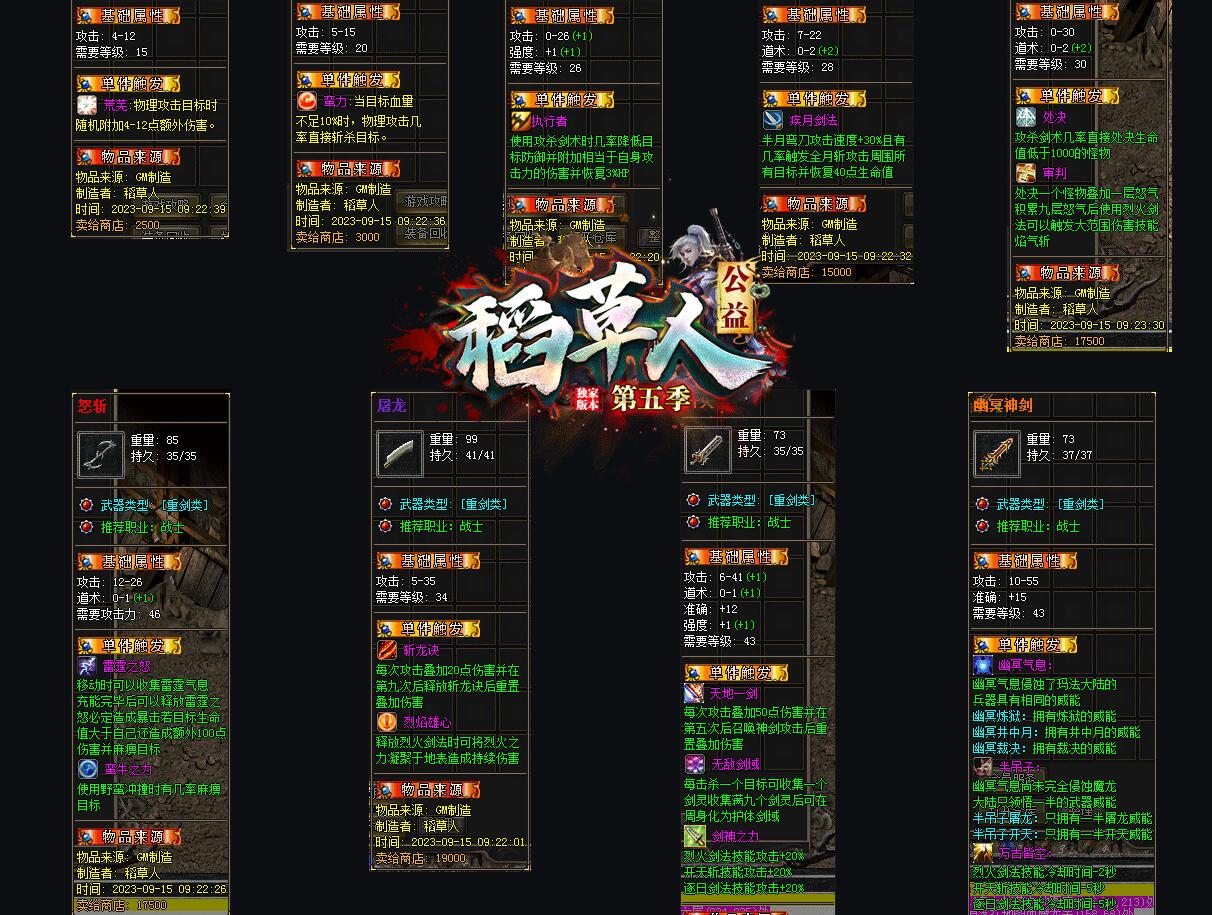 基础属性
攻击: 4-12
需要等级: 15
单件触发
荒芜:物理攻击目标时
随机附加4-12点额外伤害。
物品来源
物品来源: GM制造
制造者: 稻草人
时间: 2023-09-15 09:22:39
卖给商店: 2500
基础属性
攻击: 5-15
需要等级: 20
单件触发
蛮力:当目标血量
不足10%时, 物理攻击几
率直接斩杀目标。
物品来源
物品来源: GM制造
制造者: 稻草人
时间: 2023-09-15 09:22:36
卖给商店: 3000
游戏攻略
装备回收
基础属性
攻击: 0-26(+1)
强度: +1(+1)
需要等级: 26
单件触发
执行者
使用攻杀剑术时几率降低目
标防御并附加相当于自身攻
击力的伤害并恢复3%HP
物品来源
物品来源: GM制造
制造者:
仓库
整
时间
22:20
基础属性
攻击: 7-22
道术: 0-2(+2)
需要等级: 28
单件触发
疾月剑法
半月弯刀攻击速度+30%且有
几率触发全月斩攻击周围所
有目标并恢复40点生命值
物品来源
物品来源: GM制造
制造者: 稻草人
时间: 2023-09-15 09:22:32
卖给商店: 15000
基础属性
攻击: 0-30
道术: 0-2(+2)
需要等级: 30
单件触发
处决
攻杀剑术几率直接处决生命
值低于1000的怪物
审判
处决一个怪物叠加一层怒气
积累九层怒气后使用烈火剑
法可以触发大范围伤害技能
焰气斩
物品来源
物品来源: GM制造
制造者: 稻草人
时间: 2023-09-15 09:23:30
卖给商店: 17500
稻草人
公益
独家版本
第五季
怒斩
重量: 85
持久: 35/35
武器类型: [重剑类]
推荐职业: 战士
基础属性
攻击: 12-26
道术: 0-1(+1)
需要攻击力: 46
单件触发
雷霆之怒
移动时可以收集雷霆气息
充能完毕后可以释放雷霆之
怒必定造成暴击若目标生命
值大于自己还造成额外100点
伤害并麻痹目标
蛮牛之力
使用野蛮冲撞时有几率麻痹
目标
物品来源
物品来源: GM制造
制造者: 稻草人
时间: 2023-09-15 09:22:26
卖给商店: 17500
屠龙
重量: 99
持久: 41/41
武器类型: [重剑类]
推荐职业: 战士
基础属性
攻击: 5-35
需要等级: 34
单件触发
斩龙诀
每次攻击叠加20点伤害并在
第九次后释放斩龙诀后重置
叠加伤害
烈焰雄心
释放烈火剑法时可将烈火之
力凝聚于地表造成持续伤害
物品来源
物品来源: GM制造
制造者: 稻草人
时间: 2023-09-15 09:22:01
卖给商店: 19000
重量: 73
持久: 35/35
武器类型: [重剑类]
推荐职业: 战士
基础属性
攻击: 6-41(+1)
道术: 0-1(+1)
准确: +12
强度: +1(+1)
需要等级: 43
单件触发
天地一剑
每次攻击叠加50点伤害并在
第五次后召唤神剑攻击后重
置叠加伤害
无敌剑域
每击杀一个目标可收集一个
剑灵收集满九个剑灵后可在
周身化为护体剑域
剑神之力
烈火剑法技能攻击+20%
开天斩技能攻击+20%
逐日剑法技能攻击+20%
幽冥神剑
重量: 73
持久: 37/37
武器类型: [重剑类]
推荐职业: 战士
基础属性
攻击: 10-55
准确: +15
需要等级: 43
单件触发
幽冥气息:
幽冥气息侵蚀了玛法大陆的
兵器具有相同的威能
幽冥炼狱: 拥有炼狱的威能
幽冥井中月: 拥有井中月的威能
幽冥裁决: 拥有裁决的威能
半吊子:
幽冥气息尚未完全侵蚀魔龙
大陆只领悟一半的武器威能
半吊子屠龙: 只拥有一半屠龙威能
半吊子开天: 只拥有一半开天威能
万古皆空:
烈火剑法技能冷却时间-2秒
开天斩技能冷却时间-5秒
逐日剑法技能冷却时间-5秒